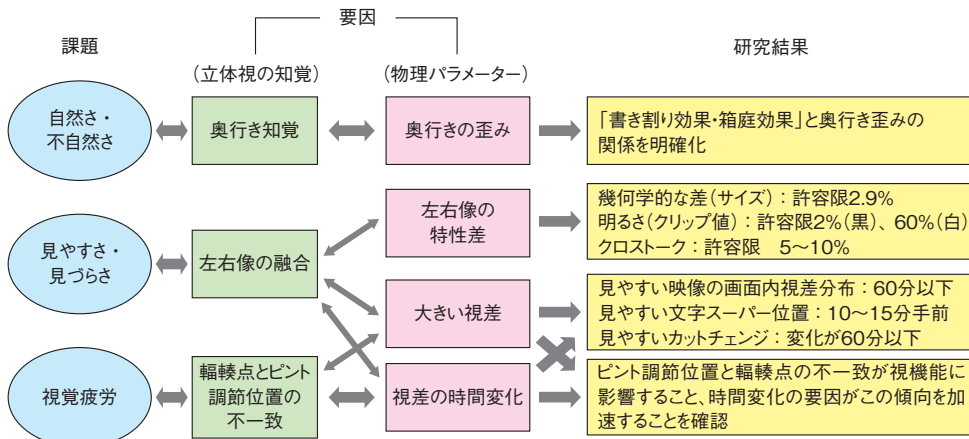 要因
課題
(立体視の知覚)
(物理パラメーター)
研究結果
自然さ・
不自然さ
奥行き知覚
奥行きの歪み
「書き割り効果・箱庭効果」と奥行き歪みの
関係を明確化
見やすさ・
見づらさ
左右像の融合
左右像の
特性差
幾何学的な差(サイズ)：許容限2.9%
明るさ(クリップ値)：許容限2%(黒)、60%(白)
クロストーク：許容限　5〜10%
大きい視差
見やすい映像の画面内視差分布：60分以下
見やすい文字スーパー位置：10〜15分手前
見やすいカットチェンジ：変化が60分以下
視覚疲労
輻輳点とピント
調節位置の
不一致
視差の時間変化
ピント調節位置と輻輳点の不一致が視機能に
影響すること、時間変化の要因がこの傾向を加
速することを確認